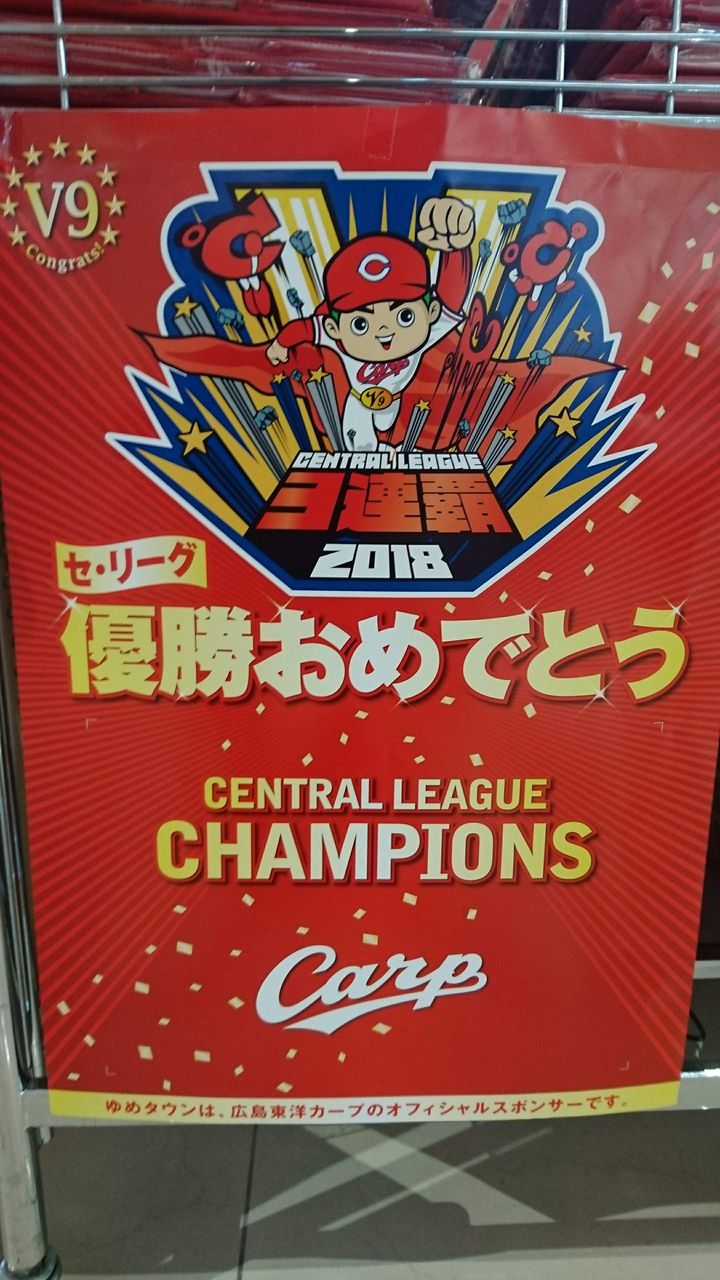 V9
Congrats!
C
C
C
C
Carp
V9
CENTRAL LEAGUE
3連覇
2018
セ・リーグ
優勝おめでとう
CENTRAL LEAGUE
CHAMPIONS
Carp
ゆめタウンは、広島東洋カープのオフィシャルスポンサーです。